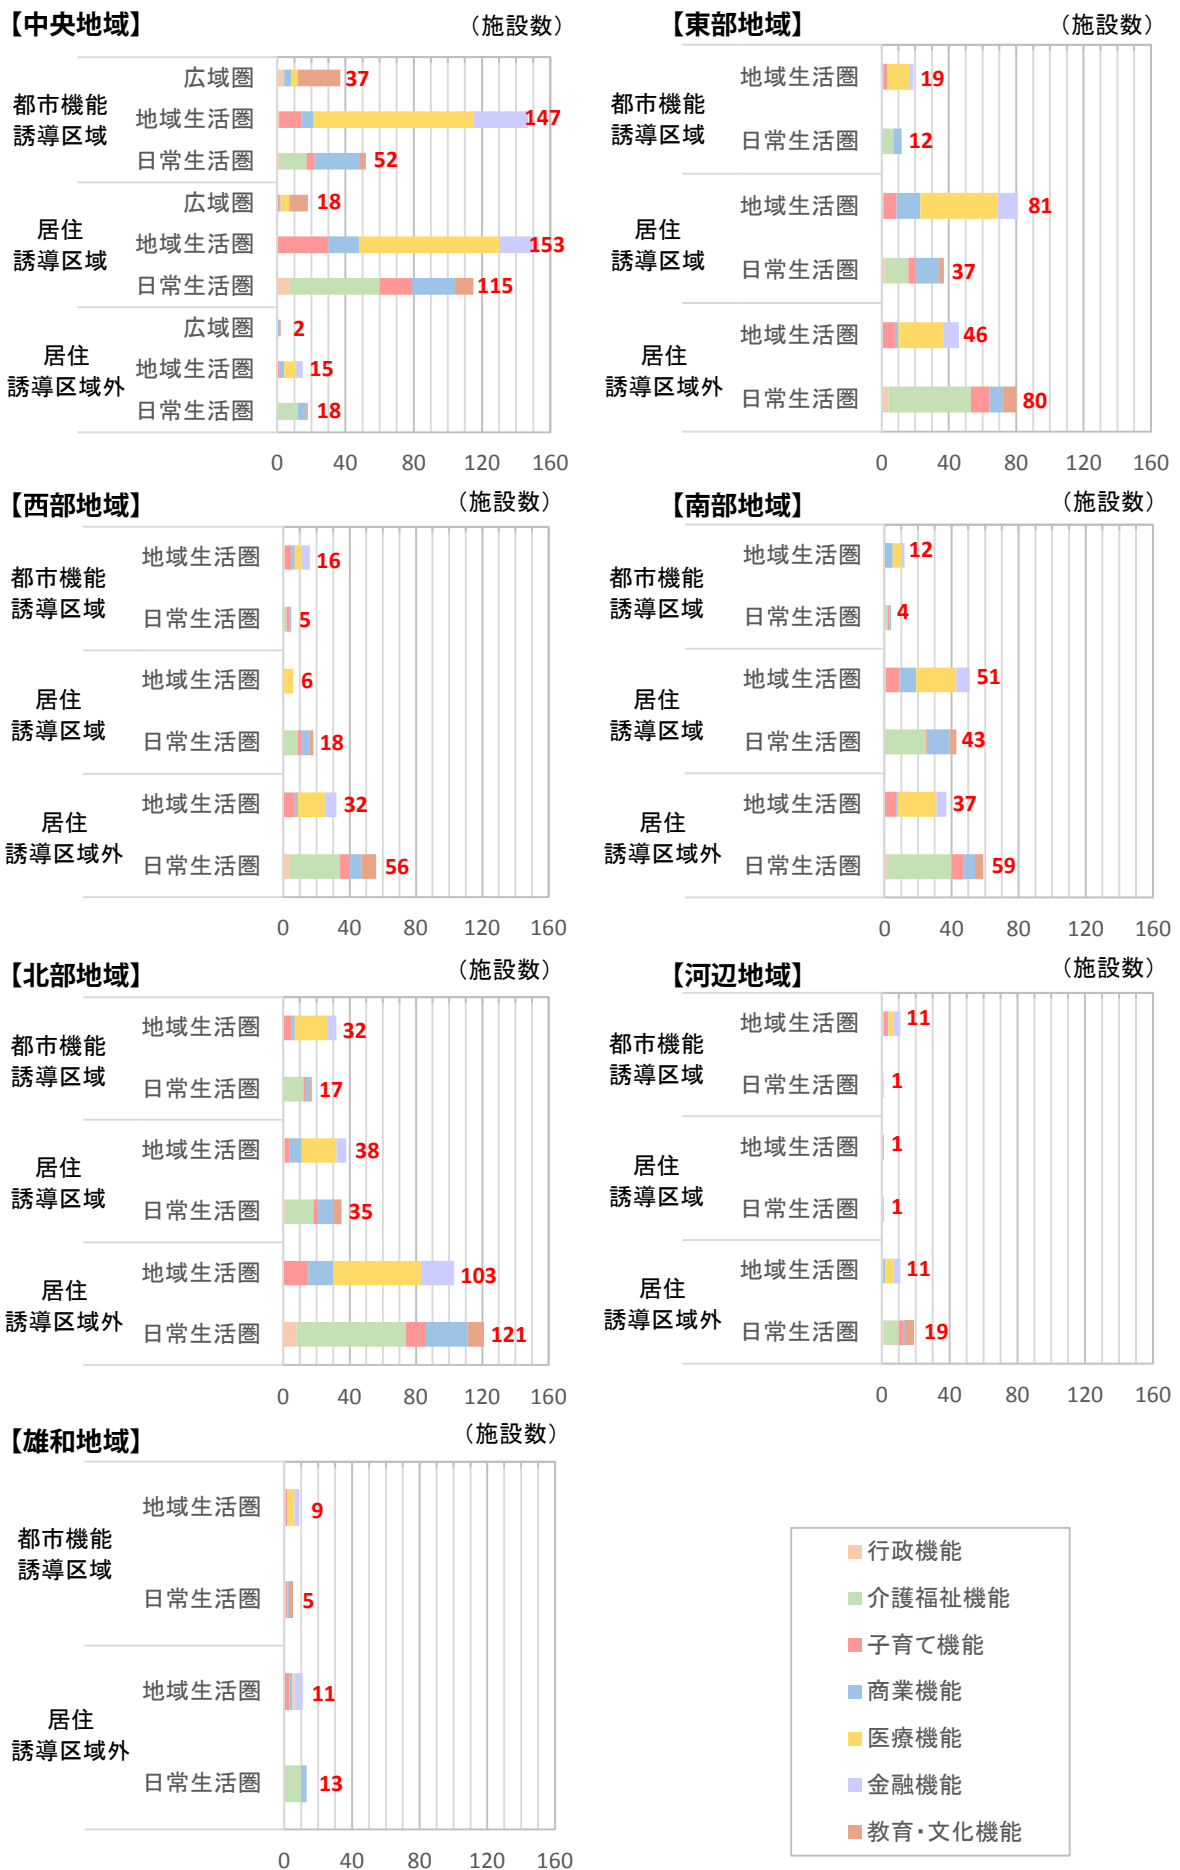 【中央地域】
（施設数）
都市機能
誘導区域
広域圏
37
地域生活圏
147
日常生活圏
52
居住
誘導区域
広域圏
18
地域生活圏
153
日常生活圏
115
居住
誘導区域外
広域圏
2
地域生活圏
15
日常生活圏
18
0 40 80 120 160
【東部地域】
（施設数）
都市機能
誘導区域
地域生活圏
19
日常生活圏
12
居住
誘導区域
地域生活圏
81
日常生活圏
37
居住
誘導区域外
地域生活圏
46
日常生活圏
80
0 40 80 120 160
【西部地域】
（施設数）
都市機能
誘導区域
地域生活圏
16
日常生活圏
5
居住
誘導区域
地域生活圏
6
日常生活圏
18
居住
誘導区域外
地域生活圏
32
日常生活圏
56
0 40 80 120 160
【南部地域】
（施設数）
都市機能
誘導区域
地域生活圏
12
日常生活圏
4
居住
誘導区域
地域生活圏
51
日常生活圏
43
居住
誘導区域外
地域生活圏
37
日常生活圏
59
0 40 80 120 160
【北部地域】
（施設数）
都市機能
誘導区域
地域生活圏
32
日常生活圏
17
居住
誘導区域
地域生活圏
38
日常生活圏
35
居住
誘導区域外
地域生活圏
103
日常生活圏
121
0 40 80 120 160
【河辺地域】
（施設数）
都市機能
誘導区域
地域生活圏
11
日常生活圏
1
居住
誘導区域
地域生活圏
1
日常生活圏
1
居住
誘導区域外
地域生活圏
11
日常生活圏
19
0 40 80 120 160
【雄和地域】
（施設数）
都市機能
誘導区域
地域生活圏
9
日常生活圏
5
居住
誘導区域外
地域生活圏
11
日常生活圏
13
0 40 80 120 160
行政機能
介護福祉機能
子育て機能
商業機能
医療機能
金融機能
教育・文化機能